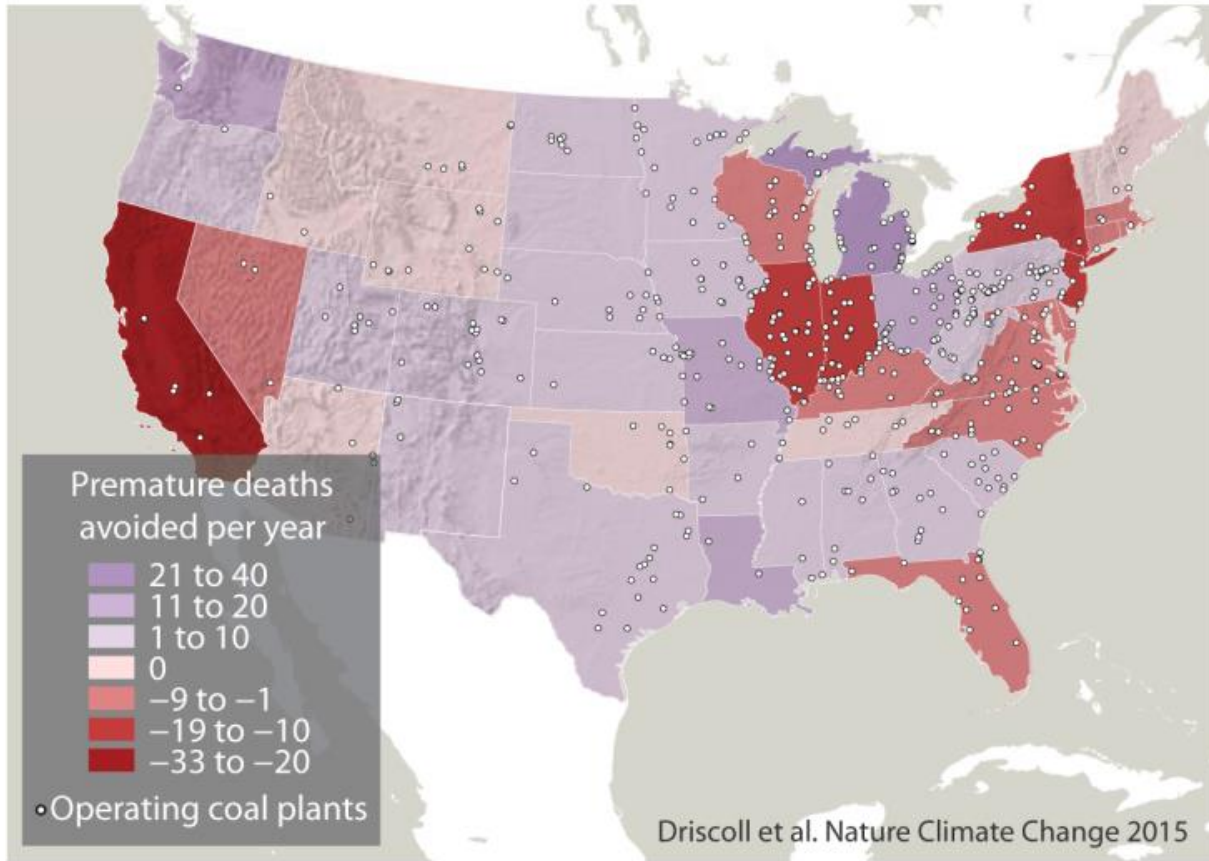 Premature deaths
avoided per year
21 to 40
11 to 20
1 to 10
0
−9 to −1
−19 to −10
−33 to −20
Operating coal plants
Driscoll et al. Nature Climate Change 2015